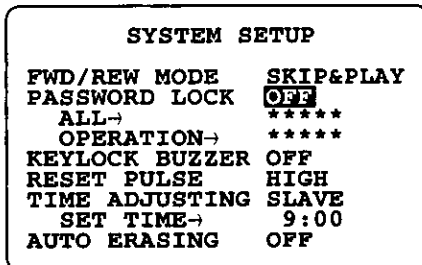 SYSTEM SETUP
FWD/REW MODE SKIP&PLAY
PASSWORD LOCK OFF
ALL→ *****
OPERATION→ *****
KEYLOCK BUZZER OFF
RESET PULSE HIGH
TIME ADJUSTING SLAVE
SET TIME→ 9:00
AUTO ERASING OFF